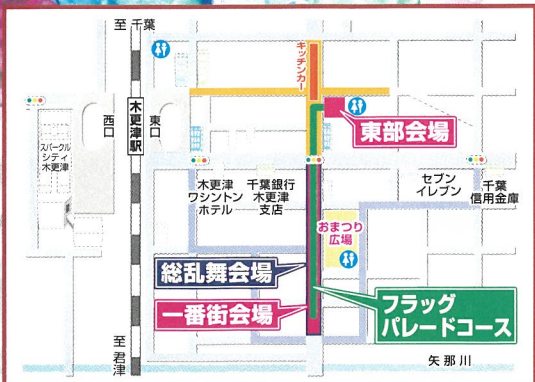 至 千葉
キッチンカー
木更津駅
西口
東口
スパークル
シティ
木更津
東部会場
木更津
ワシントン
ホテル
千葉銀行
木更津
支店
セブン
イレブン
千葉
信用金庫
おまつり
広場
総乱舞会場
一番街会場
フラッグ
パレードコース
至 君津
矢那川